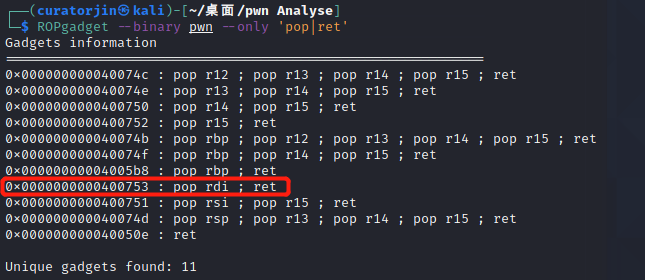 ┌──(curatorjin㉿kali)-[~/桌面/pwn Analyse]
└─$ ROPgadget --binary pwn --only 'pop|ret'
Gadgets information
============================================================
0x000000000040074c : pop r12 ; pop r13 ; pop r14 ; pop r15 ; ret
0x000000000040074e : pop r13 ; pop r14 ; pop r15 ; ret
0x0000000000400750 : pop r14 ; pop r15 ; ret
0x0000000000400752 : pop r15 ; ret
0x000000000040074b : pop rbp ; pop r12 ; pop r13 ; pop r14 ; pop r15 ; ret
0x000000000040074f : pop rbp ; pop r14 ; pop r15 ; ret
0x00000000004005b8 : pop rbp ; ret
0x0000000000400753 : pop rdi ; ret
0x0000000000400751 : pop rsi ; pop r15 ; ret
0x000000000040074d : pop rsp ; pop r13 ; pop r14 ; pop r15 ; ret
0x000000000040050e : ret
Unique gadgets found: 11